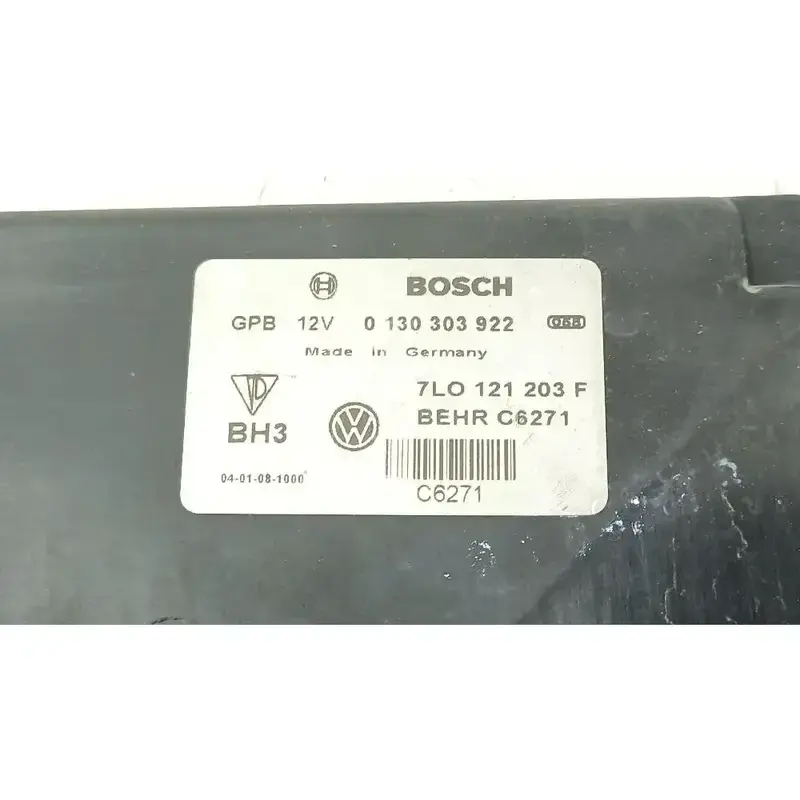 BOSCH
GPB 12V 0 130 303 922
Made in Germany
7LO 121 203 F
BH3
BEHR C6271
04-01-08-1000
C6271